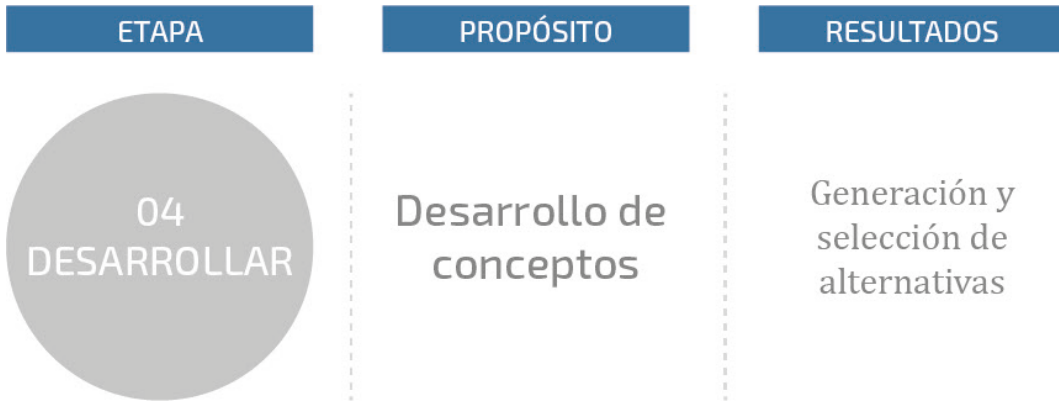 ETAPA
PROPÓSITO
RESULTADOS
04
DESARROLLAR
Desarrollo de
conceptos
Generación y
selección de
alternativas